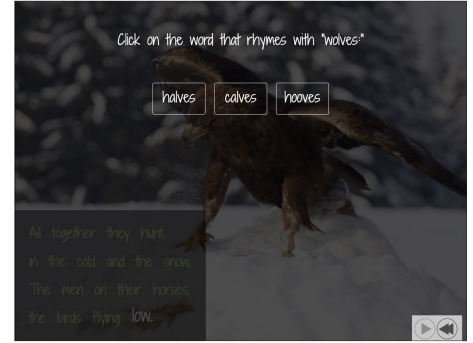 Click on the word that rhymes with "wolves:"
halves calves hooves
All together they hunt,
in the cold and the snow,
The men on their horses,
the birds flying low.